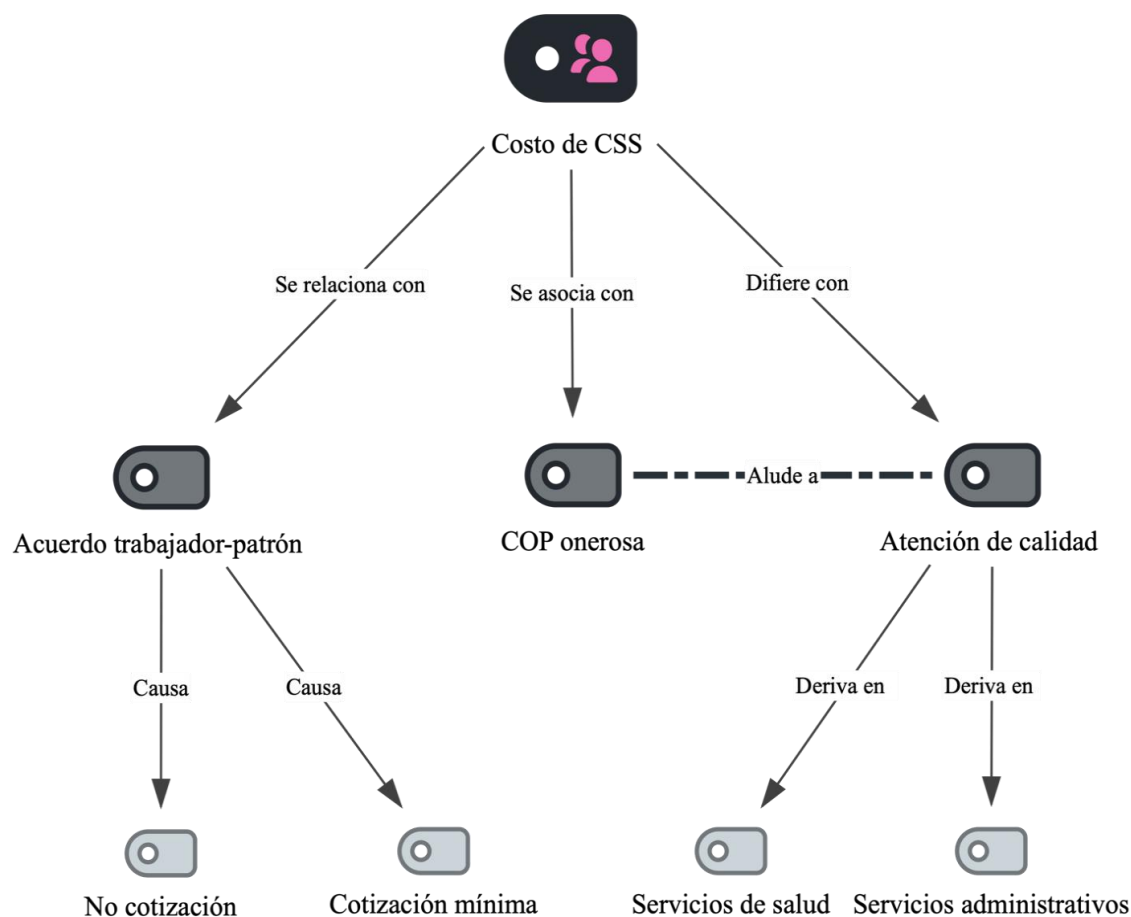 Costo de CSS
Se relaciona con
Se asocia con
Difiere con
Alude a
Acuerdo trabajador-patrón
COP onerosa
Atención de calidad
Causa
Causa
Deriva en
Deriva en
No cotización
Cotización mínima
Servicios de salud
Servicios administrativos